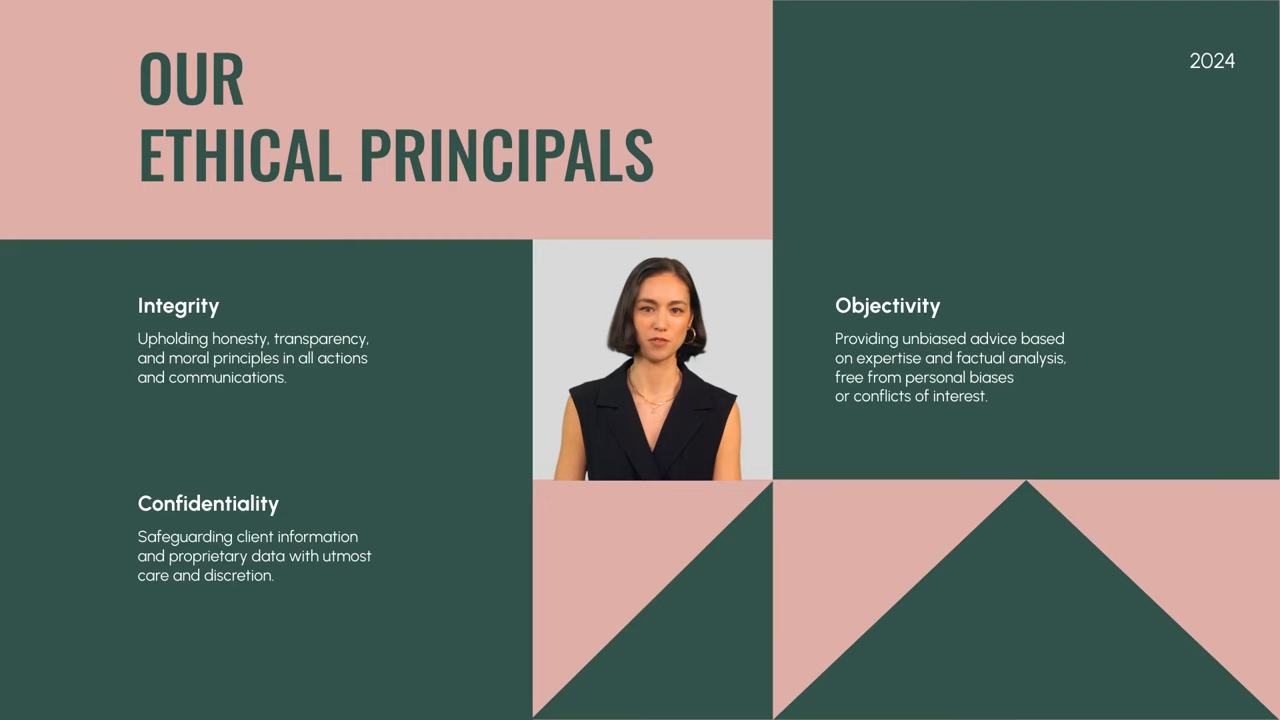 OUR
ETHICAL PRINCIPALS
2024
Integrity
Upholding honesty, transparency,
and moral principles in all actions
and communications.
Objectivity
Providing unbiased advice based
on expertise and factual analysis,
free from personal biases
or conflicts of interest.
Confidentiality
Safeguarding client information
and proprietary data with utmost
care and discretion.